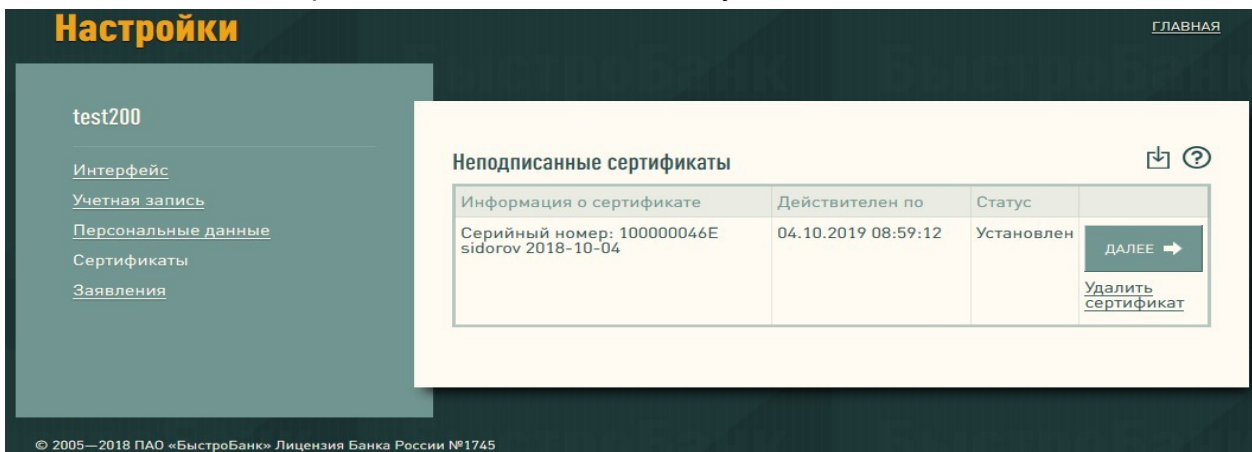 Настройки
ГЛАВНАЯ
test200
Интерфейс
Учетная запись
Персональные данные
Сертификаты
Заявления
Неподписанные сертификаты
Информация о сертификате Действителен по Статус
Серийный номер: 100000046E 04.10.2019 08:59:12 Установлен
sidorov 2018-10-04
ДАЛЕЕ
Удалить
сертификат
© 2005—2018 ПАО «БыстроБанк» Лицензия Банка России №1745